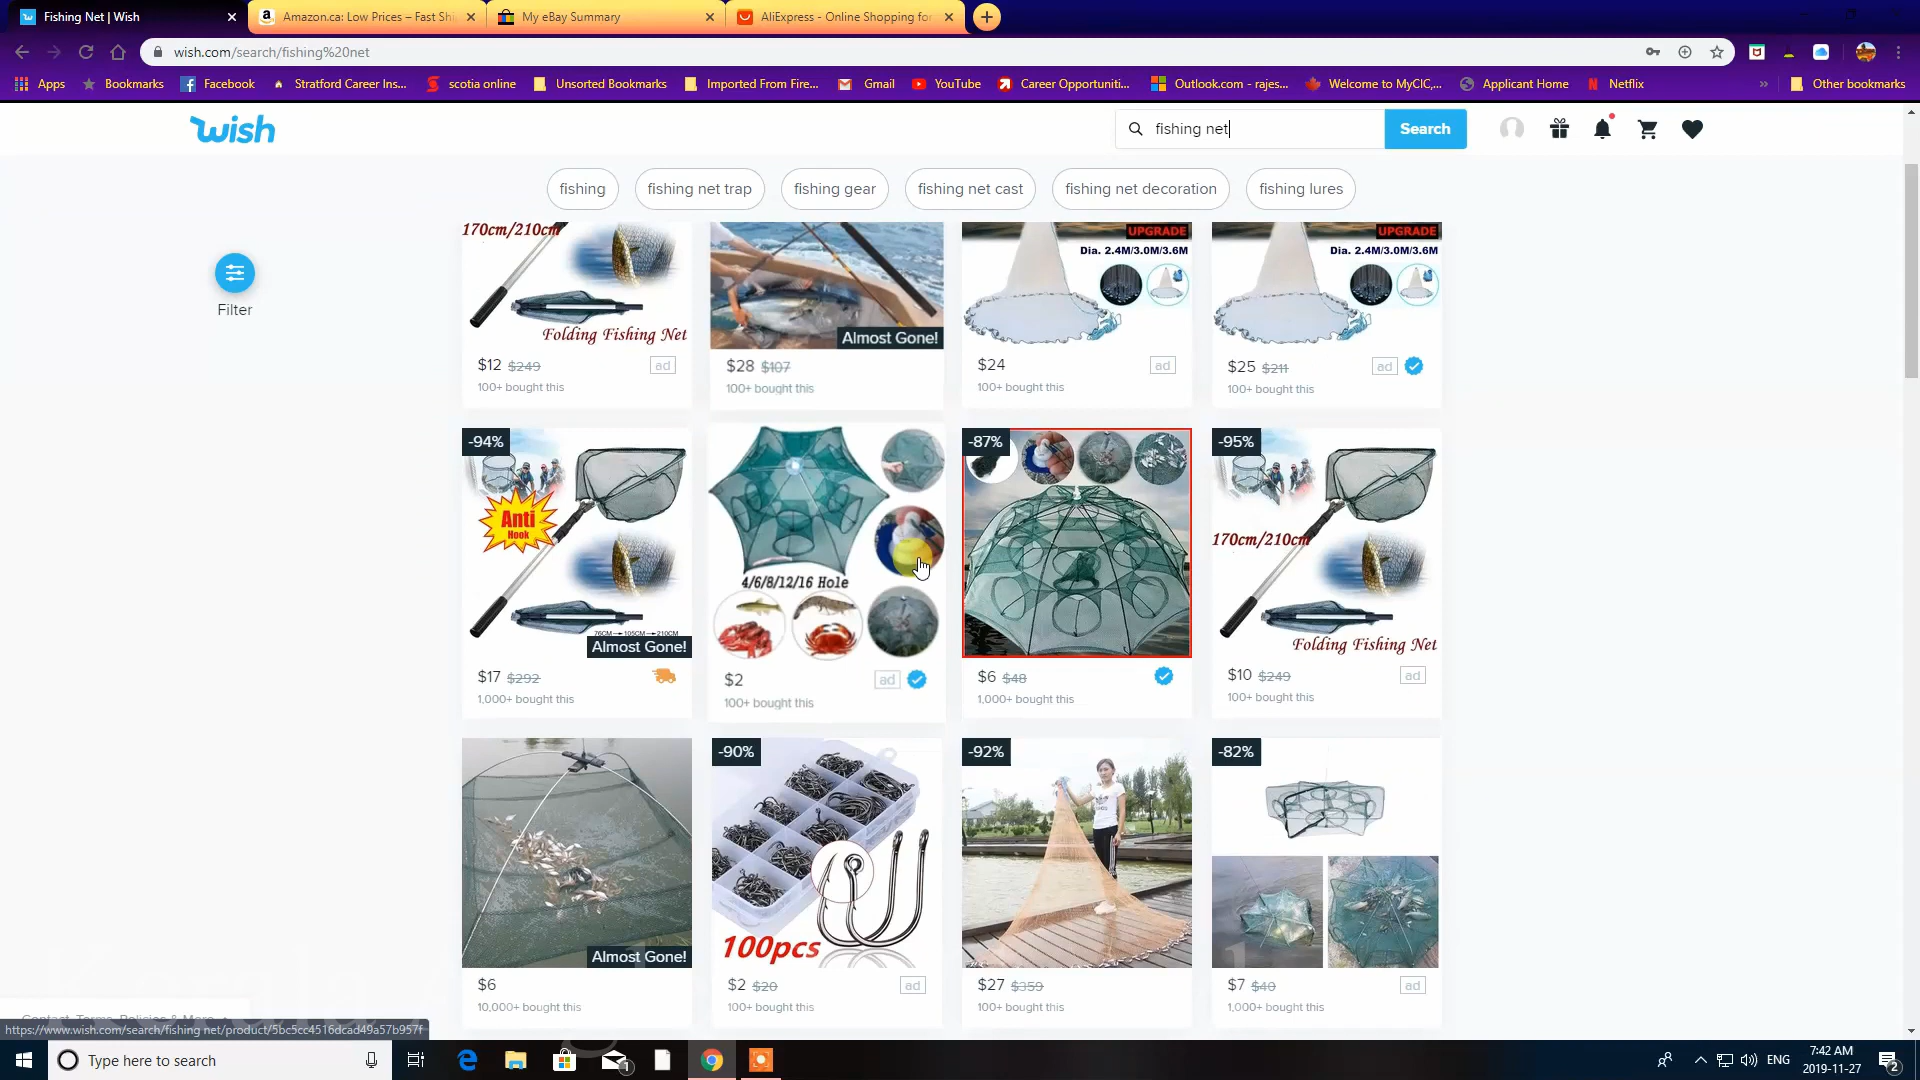 Fishing Net | Wish
Amazon.ca: Low Prices – Fast Shi
My eBay Summary
AliExpress - Online Shopping for
wish.com/search/fishing%20net
Apps
Bookmarks
Facebook
Stratford Career Ins...
scotia online
Unsorted Bookmarks
Imported From Fire...
Gmail
YouTube
Career Opportuniti...
Outlook.com - rajes...
Welcome to MyCIC,...
Applicant Home
Netflix
»
Other bookmarks
wish
fishing net
Search
fishing
fishing net trap
fishing gear
fishing net cast
fishing net decoration
fishing lures
Filter
170cm/210cm
Folding Fishing Net
$12 $249
ad
100+ bought this
Almost Gone!
$28 $107
100+ bought this
UPGRADE
Dia. 2.4M/3.0M/3.6M
$24
ad
100+ bought this
UPGRADE
Dia. 2.4M/3.0M/3.6M
$25 $211
ad
100+ bought this
-94%
Anti
Hook
76CM→105CM→210CM
Almost Gone!
$17 $292
1,000+ bought this
4/6/8/12/16 Hole
$2
ad
100+ bought this
-87%
$6 $48
1,000+ bought this
-95%
170cm/210cm
Folding Fishing Net
$10 $249
ad
100+ bought this
Almost Gone!
$6
10,000+ bought this
-90%
100pcs
$2 $20
ad
100+ bought this
-92%
$27 $359
100+ bought this
-82%
$7 $40
ad
1,000+ bought this
Kerala
Contact, Terms, Policies & More
https://www.wish.com/search/fishing net/product/5bc5cc4516dcad49a57b957f
Type here to search
1
ENG
7:42 AM
2019-11-27
2